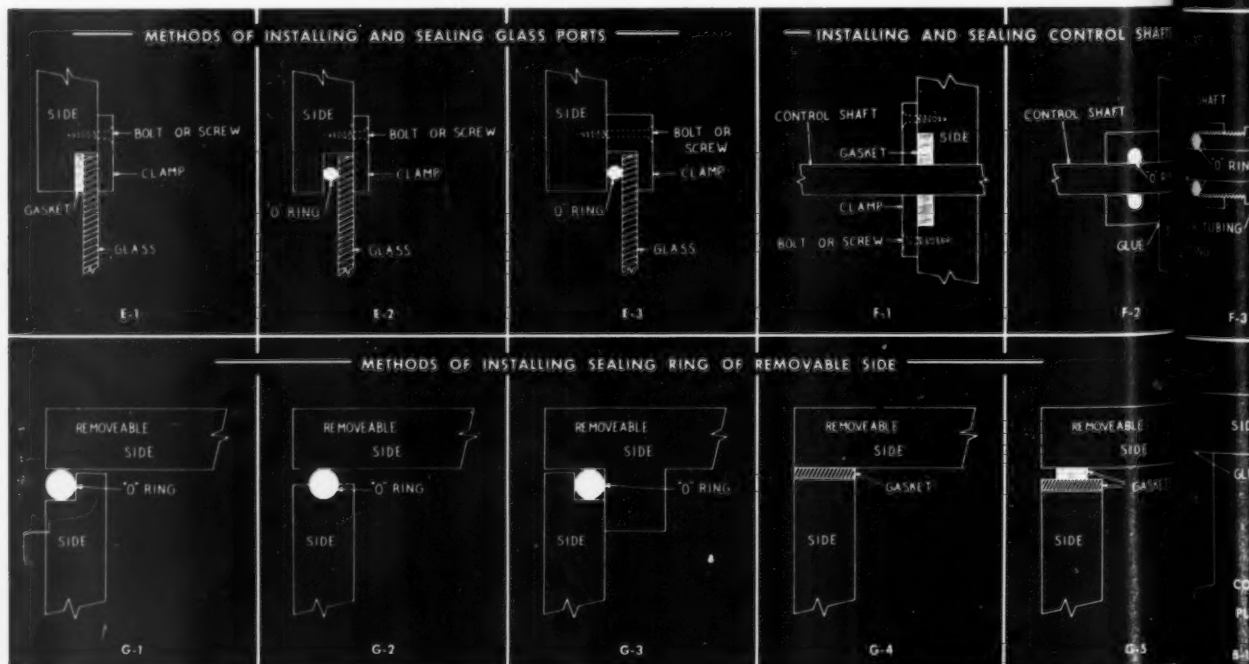 METHODS OF INSTALLING AND SEALING GLASS PORTS
INSTALLING AND SEALING CONTROL
SIDE
BOLT OR SCREW
CLAMP
GASKET
GLASS
E-1
SIDE
BOLT OR SCREW
CLAMP
"O" RING
GLASS
E-2
SIDE
BOLT OR
SCREW
CLAMP
"O" RING
GLASS
E-3
CONTROL SHAFT
SIDE
GASKET
CLAMP
BOLT OR SCREW
F-1
CONTROL SHAFT
GLUE
F-2
SHAFT
"O" RING
TUBING
F-3
METHODS OF INSTALLING SEALING RING OF REMOVABLE SIDE
REMOVEABLE
SIDE
"O" RING
SIDE
G-1
REMOVEABLE
SIDE
"O" RING
SIDE
G-2
REMOVEABLE
SIDE
"O" RING
SIDE
G-3
REMOVEABLE
SIDE
GASKET
SIDE
G-4
REMOVEABLE
SIDE
GASKET
SIDE
G-5